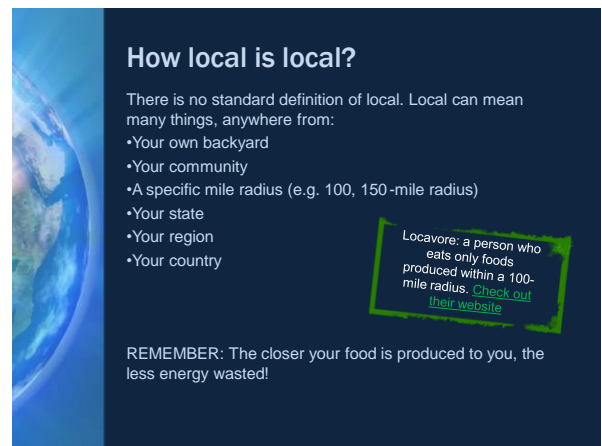 How local is local?
There is no standard definition of local. Local can mean
many things, anywhere from:
•Your own backyard
•Your community
•A specific mile radius (e.g. 100, 150-mile radius)
•Your state
•Your region
•Your country
Locavore: a person who
eats only foods
produced within a 100-
mile radius. Check out
their website
REMEMBER: The closer your food is produced to you, the
less energy wasted!